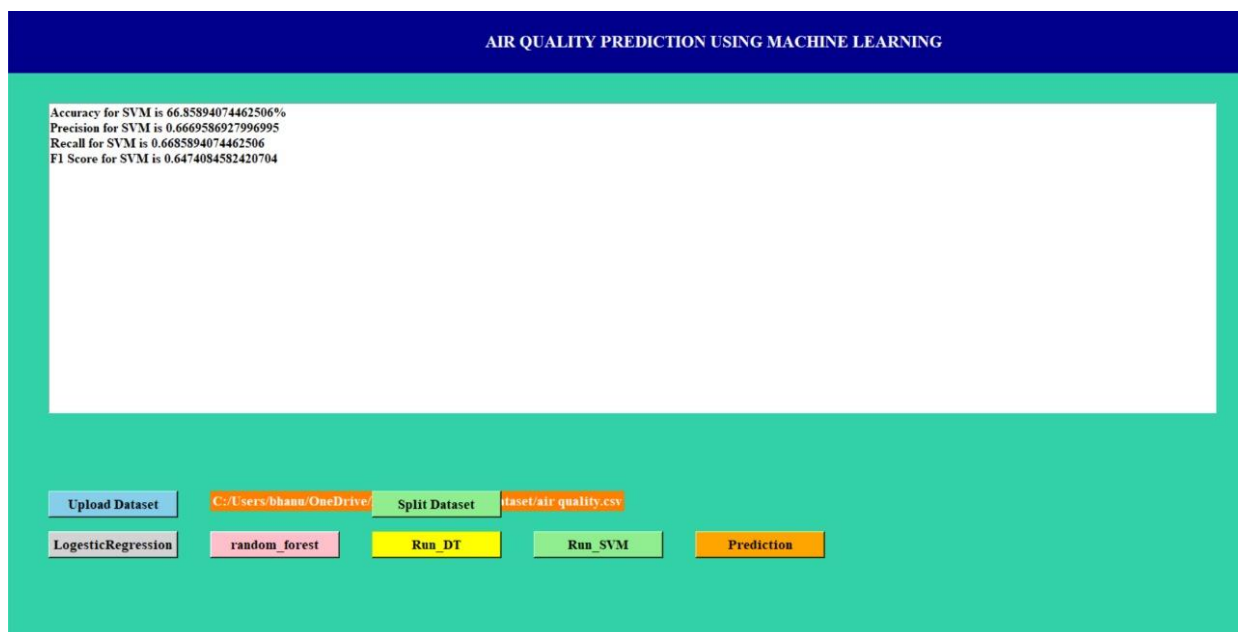 AIR QUALITY PREDICTION USING MACHINE LEARNING
Accuracy for SVM is 66.85894074462506%
Precision for SVM is 0.6669586927996995
Recall for SVM is 0.6685894074462506
F1 Score for SVM is 0.6474084582420704
Upload Dataset C:/Users/bhanu/OneDrive/ Split Dataset taset/air quality.csv
LogesticRegression random_forest Run_DT Run_SVM Prediction